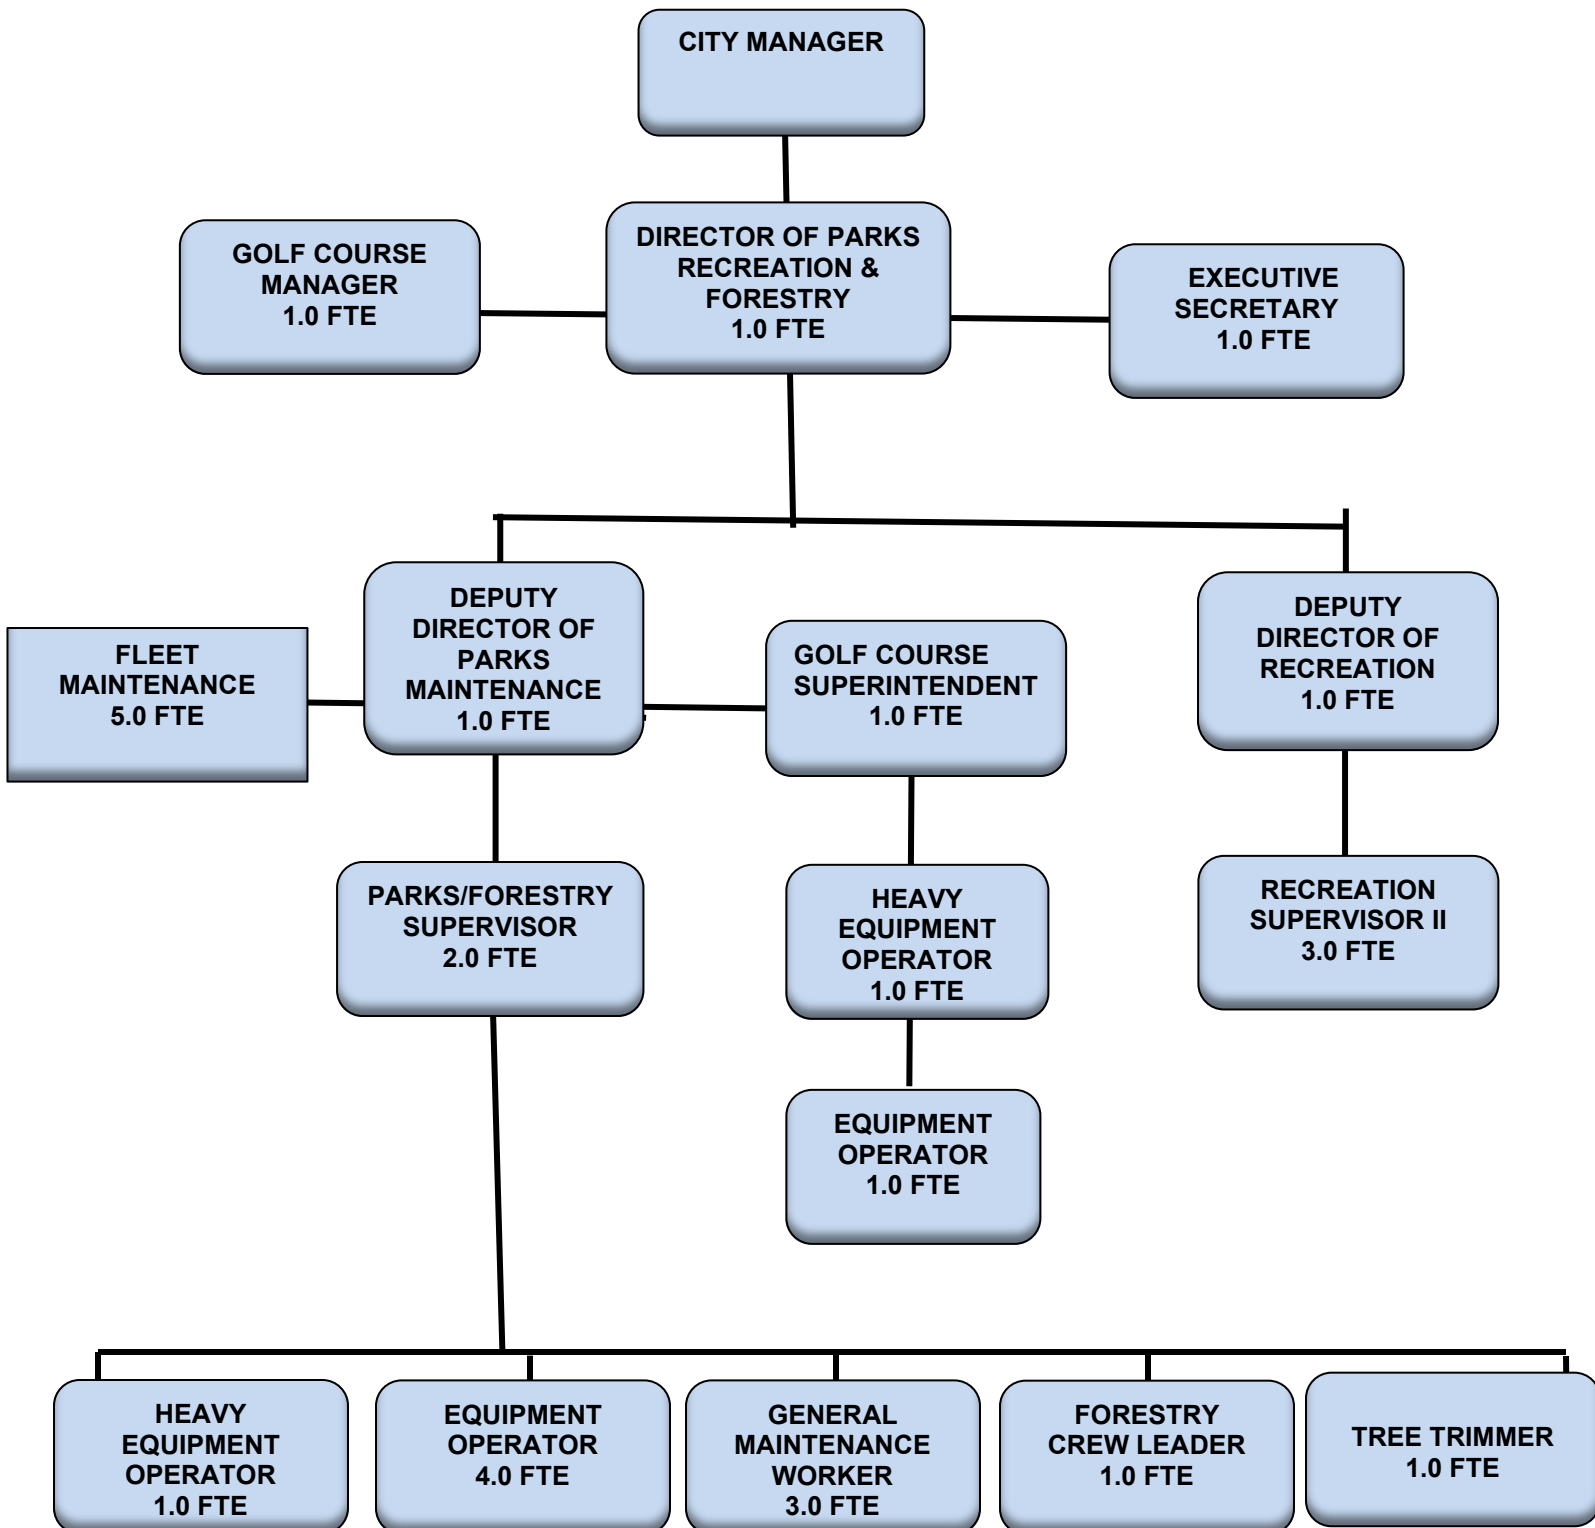 CITY MANAGER
GOLF COURSE
MANAGER
1.0 FTE
DIRECTOR OF PARKS
RECREATION &
FORESTRY
1.0 FTE
EXECUTIVE
SECRETARY
1.0 FTE
FLEET
MAINTENANCE
5.0 FTE
DEPUTY
DIRECTOR OF
PARKS
MAINTENANCE
1.0 FTE
GOLF COURSE
SUPERINTENDENT
1.0 FTE
DEPUTY
DIRECTOR OF
RECREATION
1.0 FTE
PARKS/FORESTRY
SUPERVISOR
2.0 FTE
HEAVY
EQUIPMENT
OPERATOR
1.0 FTE
RECREATION
SUPERVISOR II
3.0 FTE
EQUIPMENT
OPERATOR
1.0 FTE
HEAVY
EQUIPMENT
OPERATOR
1.0 FTE
EQUIPMENT
OPERATOR
4.0 FTE
GENERAL
MAINTENANCE
WORKER
3.0 FTE
FORESTRY
CREW LEADER
1.0 FTE
TREE TRIMMER
1.0 FTE